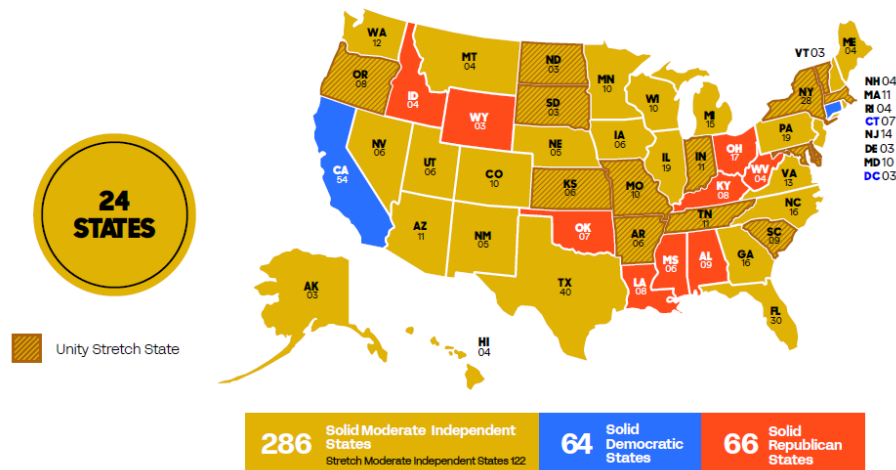 24
STATES
Unity Stretch State
WA
12
OR
08
CA
54
NV
06
ID
04
MT
04
WY
03
UT
06
CO
10
AZ
11
NM
05
ND
03
SD
03
NE
05
KS
06
OK
07
TX
40
MN
10
IA
06
MO
10
AR
06
LA
08
WI
10
IL
19
MI
15
IN
11
OH
17
KY
08
TN
11
MS
06
AL
09
GA
16
FL
30
SC
09
NC
16
VA
13
WV
04
PA
19
NY
28
VT 03
ME
04
NH 04
MA 11
RI 04
CT 07
NJ 14
DE 03
MD 10
DC 03
AK
03
HI
04
286
Solid Moderate Independent
States
Stretch Moderate Independent States 122
64
Solid
Democratic
States
66
Solid
Republican
States